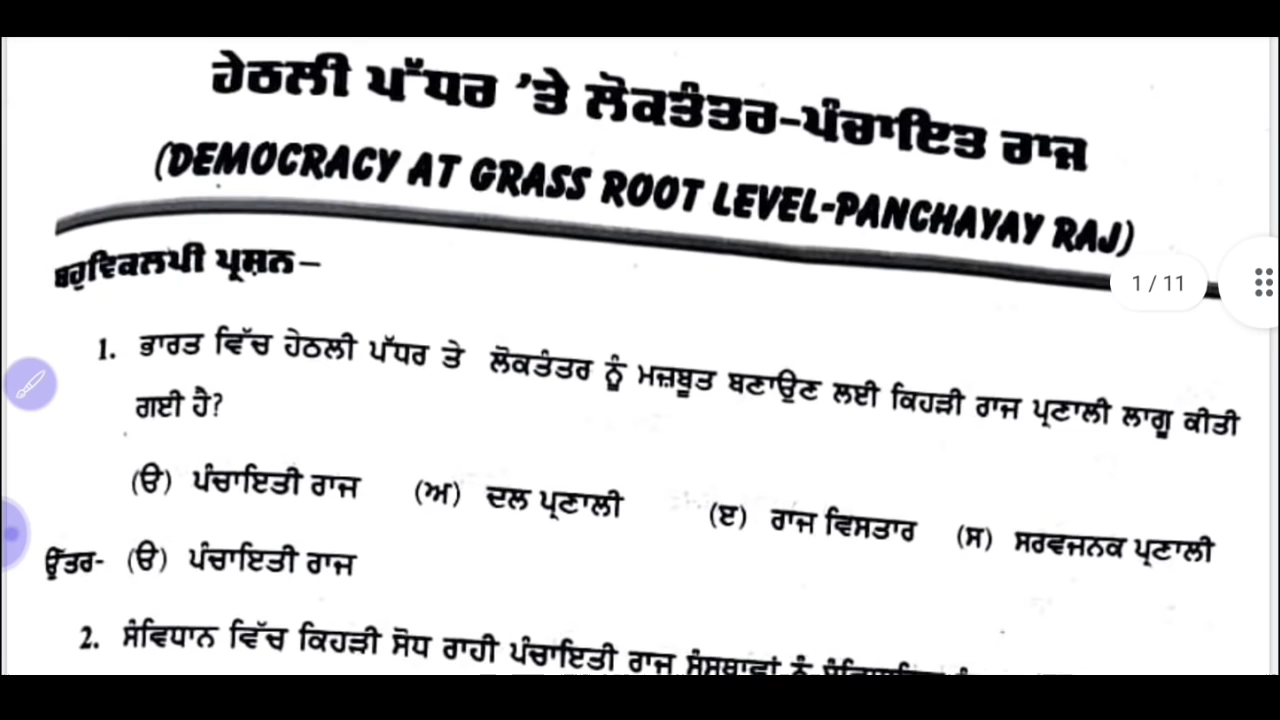 ਹੇਠਲੀ ਪੱਧਰ ’ਤੇ ਲੋਕਤੰਤਰ-ਪੰਚਾਇਤ ਰਾਜ
(DEMOCRACY AT GRASS ROOT LEVEL-PANCHAYAY RAJ)
ਬਹੁਵਿਕਲਪੀ ਪ੍ਰਸ਼ਨ–
1 / 11
1. ਭਾਰਤ ਵਿੱਚ ਹੇਠਲੀ ਪੱਧਰ ਤੇ ਲੋਕਤੰਤਰ ਨੂੰ ਮਜ਼ਬੂਤ ਬਣਾਉਣ ਲਈ ਕਿਹੜੀ ਰਾਜ ਪ੍ਰਣਾਲੀ ਲਾਗੂ ਕੀਤੀ
ਗਈ ਹੈ?
(ੳ) ਪੰਚਾਇਤੀ ਰਾਜ (ਅ) ਦਲ ਪ੍ਰਣਾਲੀ (ੲ) ਰਾਜ ਵਿਸਤਾਰ (ਸ) ਸਰਵਜਨਕ ਪ੍ਰਣਾਲੀ
ਉੱਤਰ- (ੳ) ਪੰਚਾਇਤੀ ਰਾਜ
2. ਸੰਵਿਧਾਨ ਵਿੱਚ ਕਿਹੜੀ ਸੋਧ ਰਾਹੀ ਪੰਚਾਇਤੀ ਰਾਜ ਸੰਸਥਾਵਾਂ ਨੂੰ